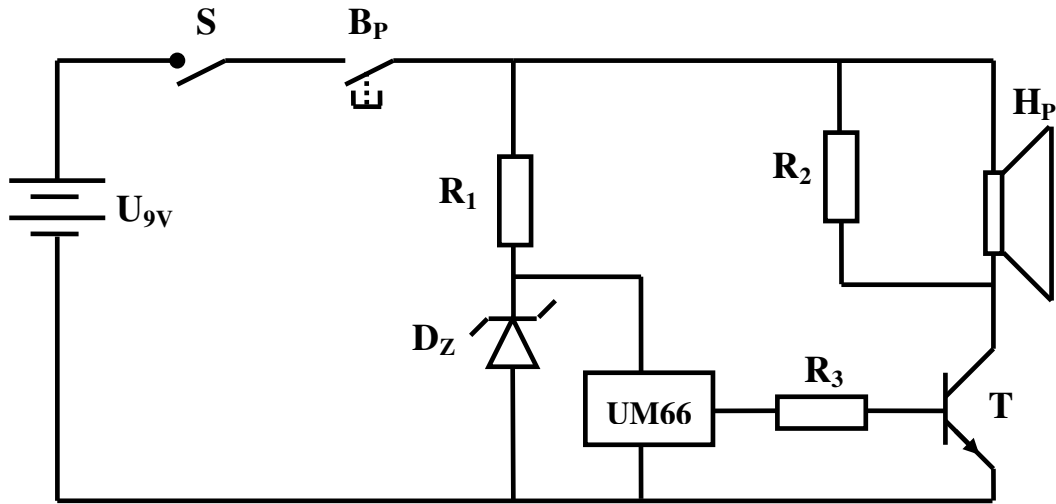 S
B_P
H_P
R_1
R_2
U_9V
D_Z
R_3
UM66
T